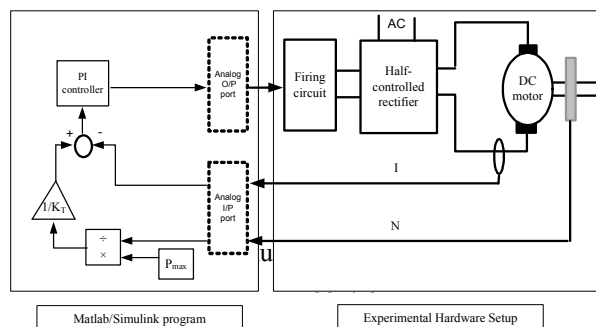 PI
controller
+
-
1/K_T
÷
×
P_max
Analog
O/P
port
Analog
I/P
port
Firing
circuit
AC
Half-
controlled
rectifier
DC
motor
I
N
u
Matlab/Simulink program
Experimental Hardware Setup